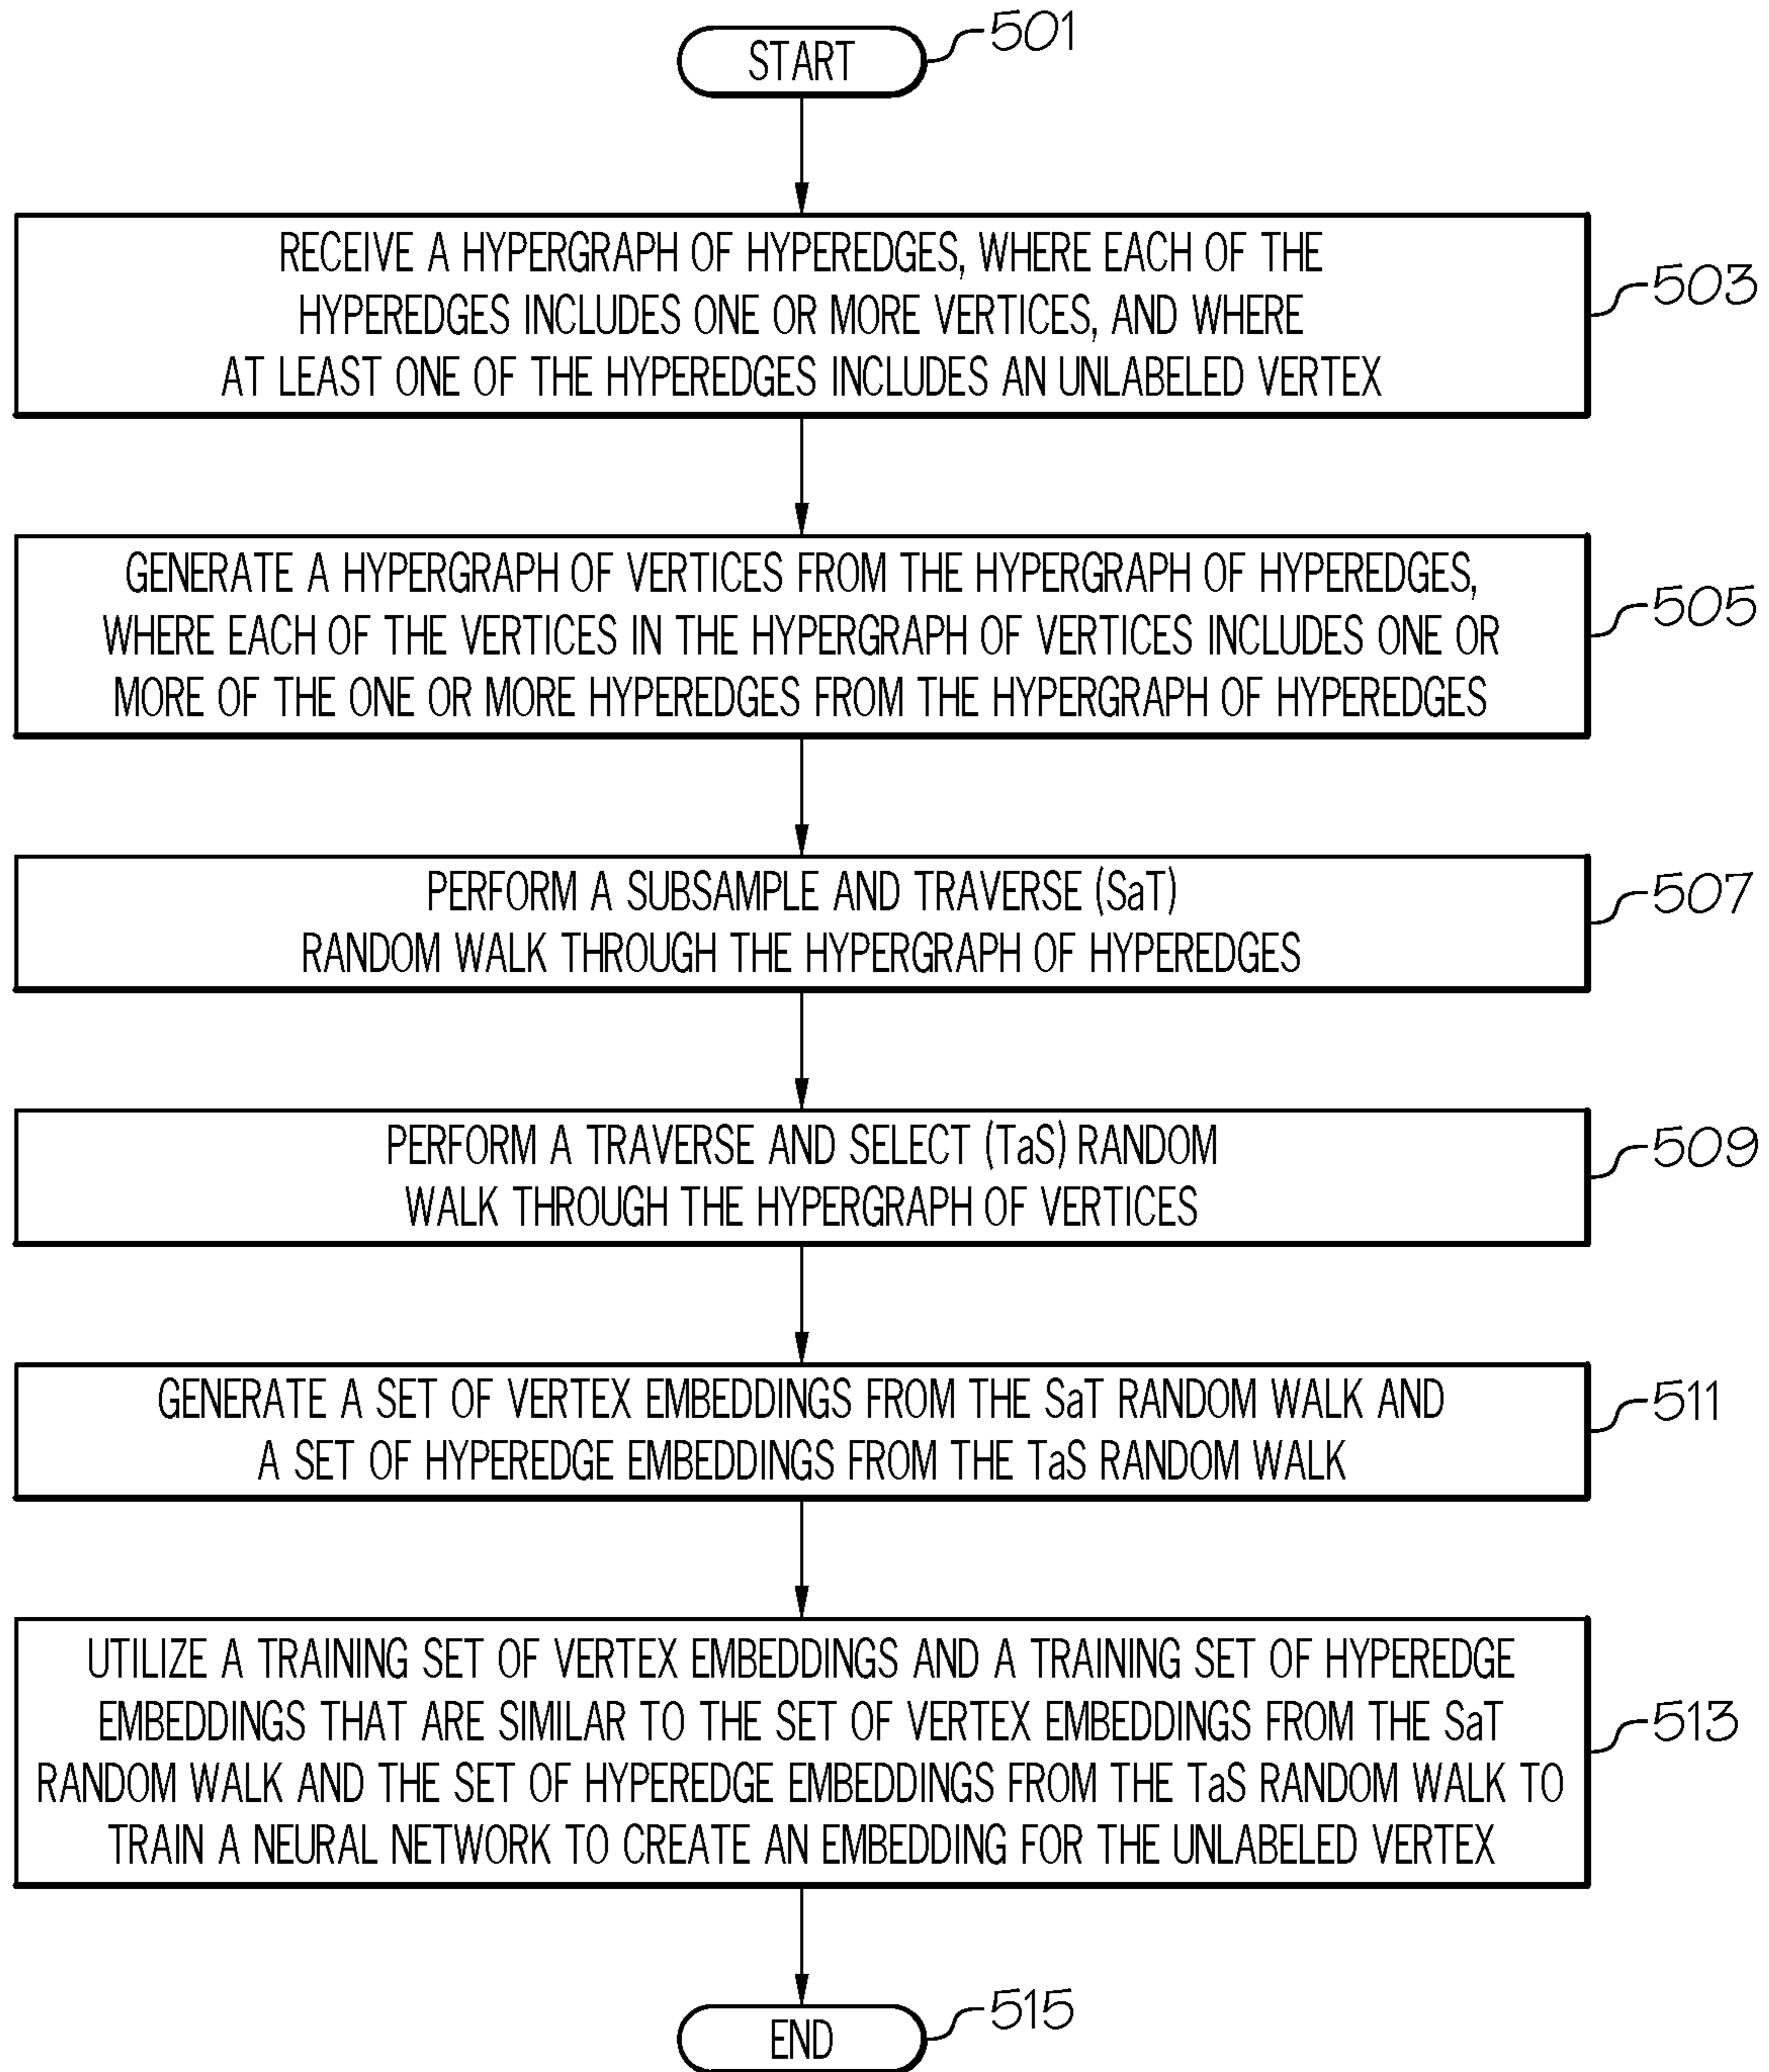 START
501
RECEIVE A HYPERGRAPH OF HYPEREDGES, WHERE EACH OF THE
HYPEREDGES INCLUDES ONE OR MORE VERTICES, AND WHERE
AT LEAST ONE OF THE HYPEREDGES INCLUDES AN UNLABELED VERTEX
503
GENERATE A HYPERGRAPH OF VERTICES FROM THE HYPERGRAPH OF HYPEREDGES,
WHERE EACH OF THE VERTICES IN THE HYPERGRAPH OF VERTICES INCLUDES ONE OR
MORE OF THE ONE OR MORE HYPEREDGES FROM THE HYPERGRAPH OF HYPEREDGES
505
PERFORM A SUBSAMPLE AND TRAVERSE (SaT)
RANDOM WALK THROUGH THE HYPERGRAPH OF HYPEREDGES
507
PERFORM A TRAVERSE AND SELECT (TaS) RANDOM
WALK THROUGH THE HYPERGRAPH OF VERTICES
509
GENERATE A SET OF VERTEX EMBEDDINGS FROM THE SaT RANDOM WALK AND
A SET OF HYPEREDGE EMBEDDINGS FROM THE TaS RANDOM WALK
511
UTILIZE A TRAINING SET OF VERTEX EMBEDDINGS AND A TRAINING SET OF HYPEREDGE
EMBEDDINGS THAT ARE SIMILAR TO THE SET OF VERTEX EMBEDDINGS FROM THE SaT
RANDOM WALK AND THE SET OF HYPEREDGE EMBEDDINGS FROM THE TaS RANDOM WALK TO
TRAIN A NEURAL NETWORK TO CREATE AN EMBEDDING FOR THE UNLABELED VERTEX
513
END
515